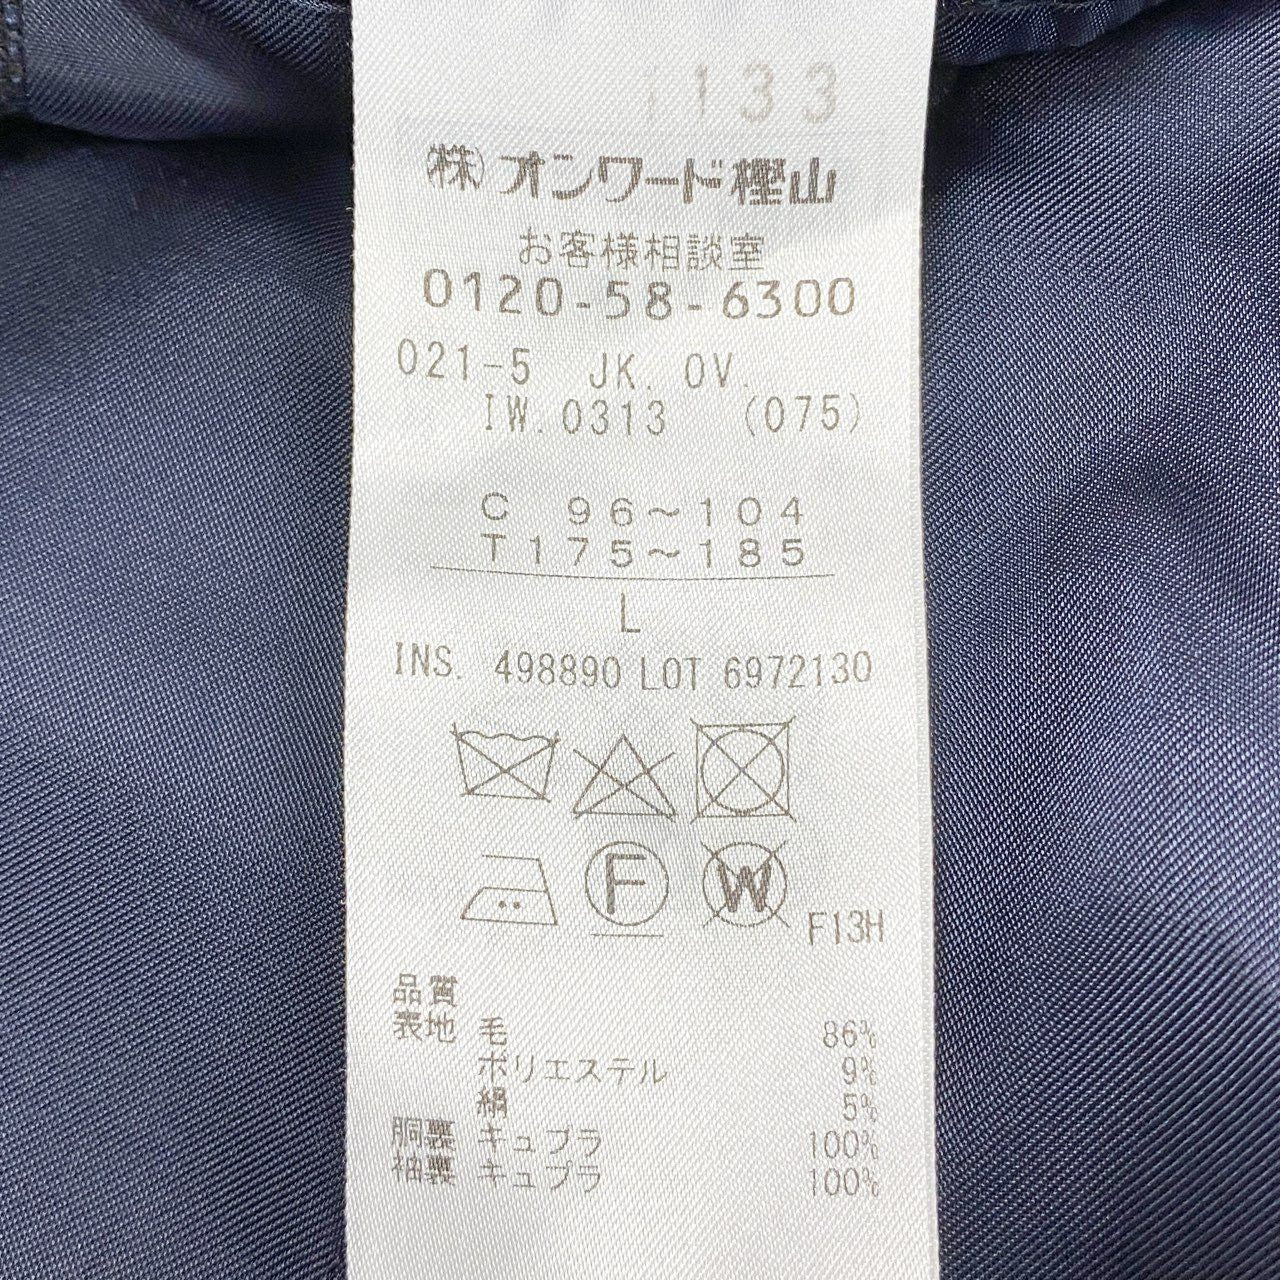 133
(株)オンワード樫山
お客様相談室
0120-58-6300
021-5 JK. OV.
IW. 0313 (075)
C 96～104
T175～185
L
INS. 498890 LOT 6972130
F W F13H
品質
表地 毛 86%
ポリエステル 9%
絹 5%
胴裏 キュプラ 100%
袖裏 キュプラ 100%